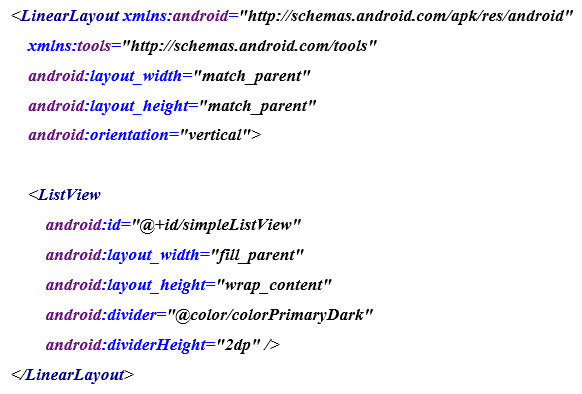 <LinearLayout xmlns:android="http://schemas.android.com/apk/res/android"
    xmlns:tools="http://schemas.android.com/tools"
    android:layout_width="match_parent"
    android:layout_height="match_parent"
    android:orientation="vertical">

    <ListView
        android:id="@+id/simpleListView"
        android:layout_width="fill_parent"
        android:layout_height="wrap_content"
        android:divider="@color/colorPrimaryDark"
        android:dividerHeight="2dp" />
</LinearLayout>